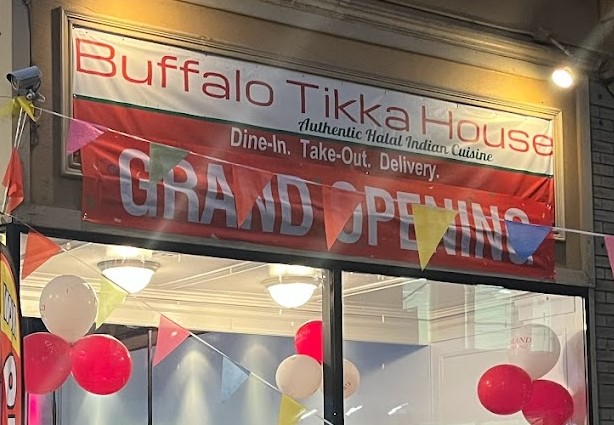 Buffalo Tikka House
Authentic Halal Indian Cuisine
Dine-In. Take-Out. Delivery.
GRAND OPENING